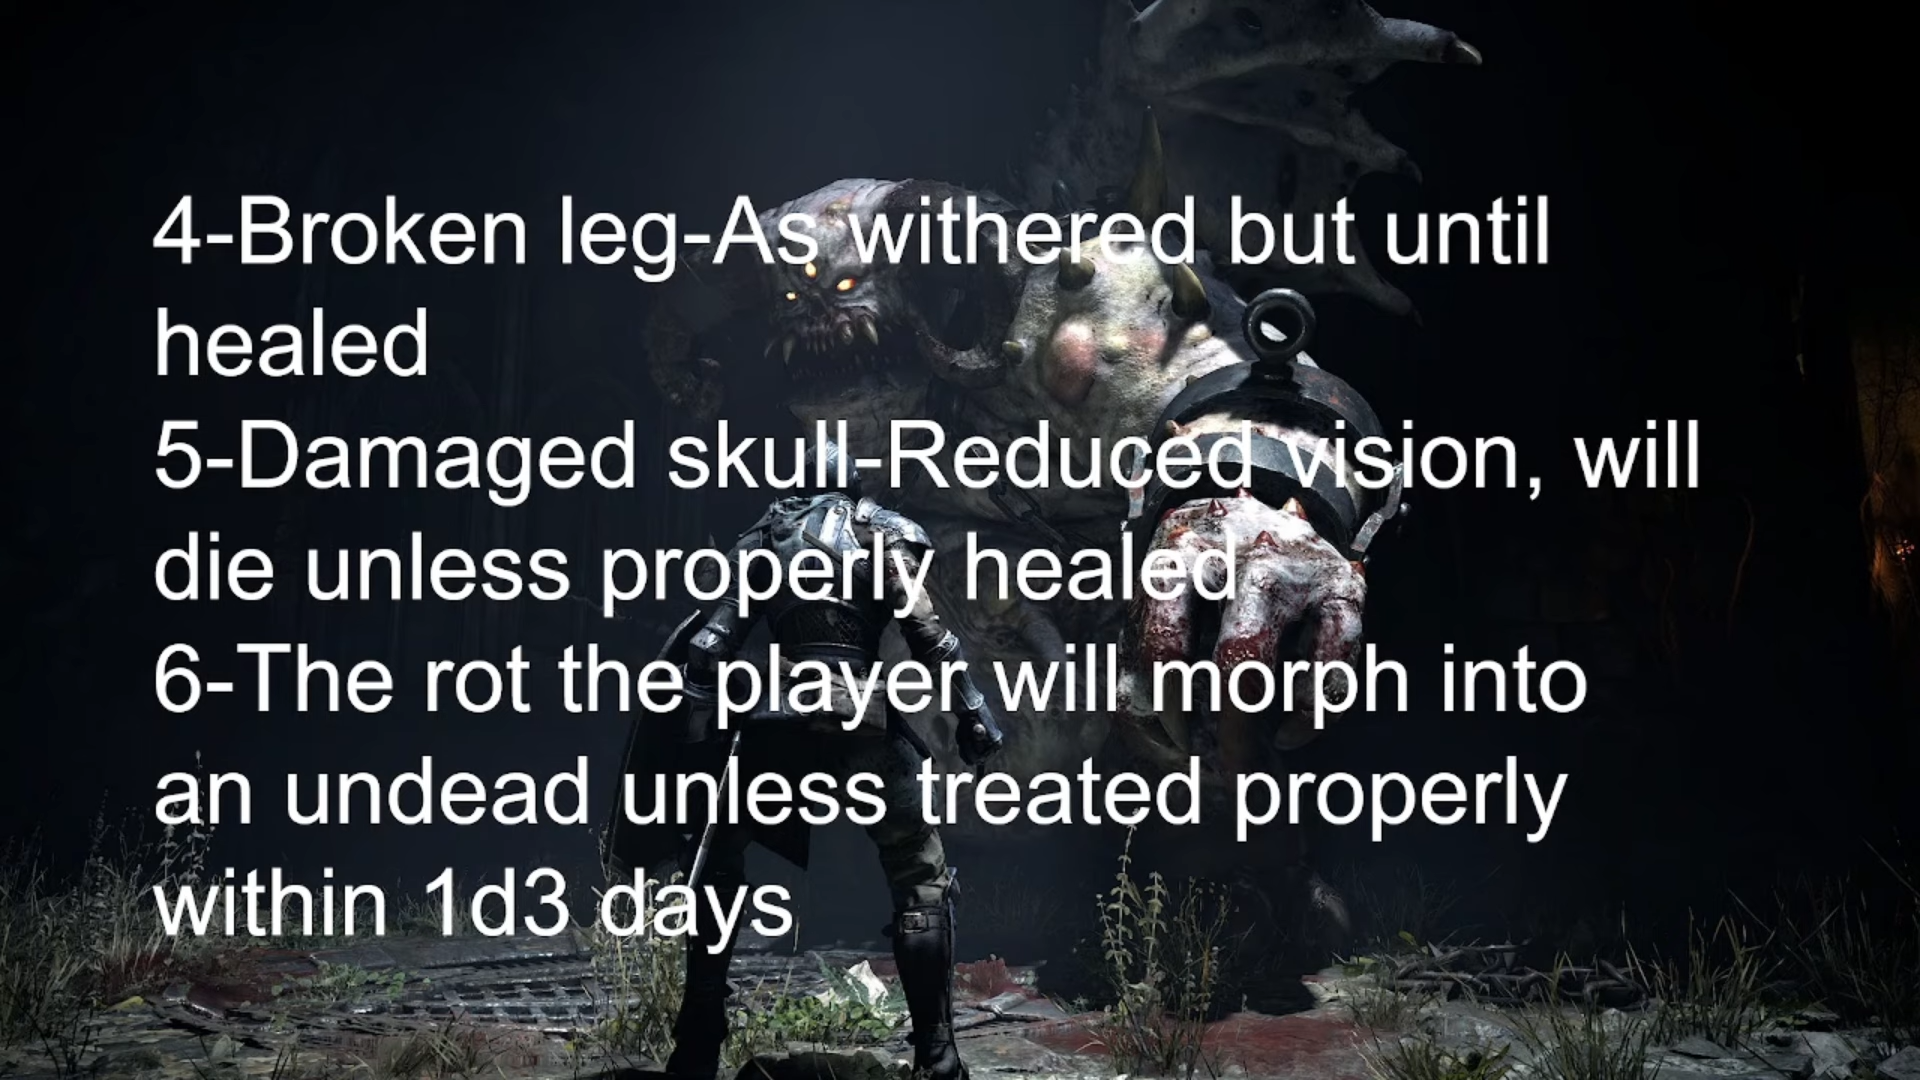 4-Broken leg-As withered but until
healed
5-Damaged skull-Reduced vision, will
die unless properly healed
6-The rot the player will morph into
an undead unless treated properly
within 1d3 days